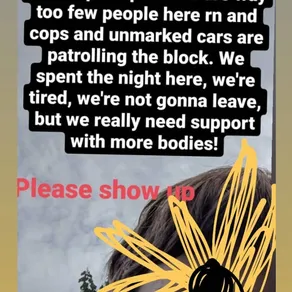 too few people here rn and
cops and unmarked cars are
patrolling the block. We
spent the night here, we're
tired, we're not gonna leave,
but we really need support
with more bodies!
Please show up